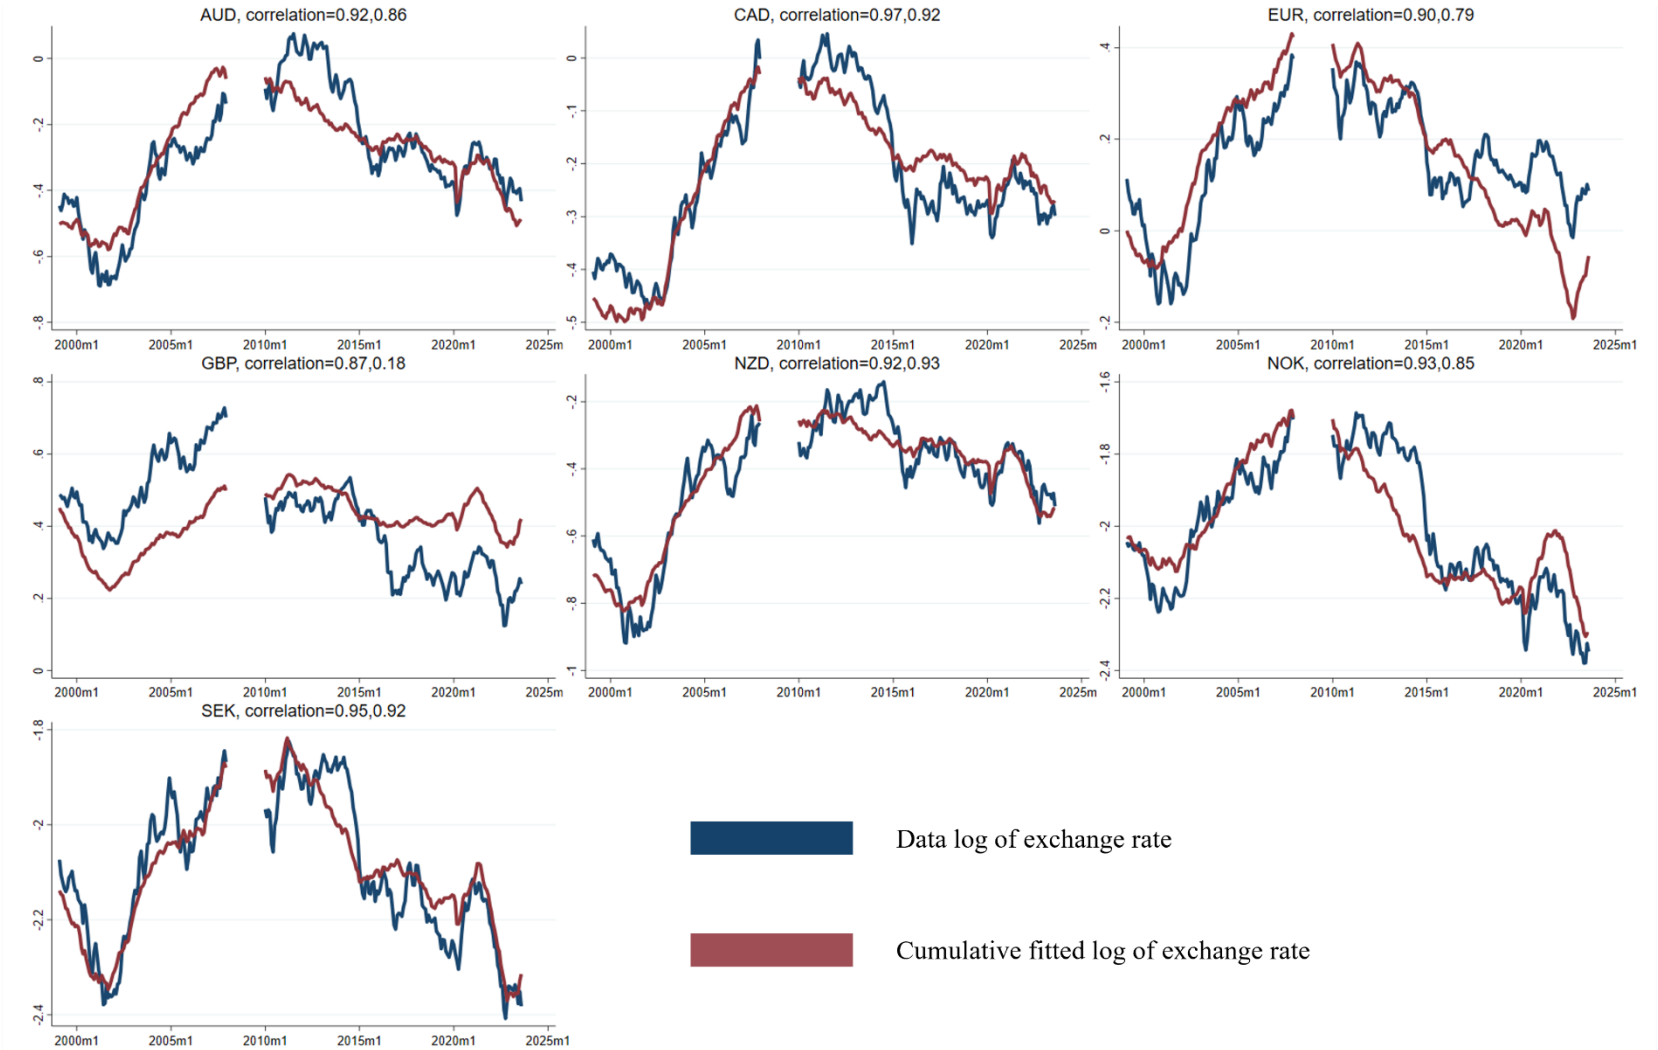 AUD, correlation=0.92,0.86
0
-.2
-.4
-.6
-.8
2000m1 2005m1 2010m1 2015m1 2020m1 2025m
CAD, correlation=0.97,0.92
0
-.1
-.2
-.3
-.4
-.5
2000m1 2005m1 2010m1 2015m1 2020m1 2025m
EUR, correlation=0.90,0.79
.4
.2
0
-.2
2000m1 2005m1 2010m1 2015m1 2020m1 2025m1
GBP, correlation=0.87,0.18
.8
.6
.4
.2
0
2000m1 2005m1 2010m1 2015m1 2020m1 2025m
NZD, correlation=0.92,0.93
-.2
-.4
-.6
-.8
-1
2000m1 2005m1 2010m1 2015m1 2020m1 2025m
NOK, correlation=0.93,0.85
-1.6
-1.8
-2
-2.2
-2.4
2000m1 2005m1 2010m1 2015m1 2020m1 2025m1
SEK, correlation=0.95,0.92
-1.8
-2
-2.2
-2.4
2000m1 2005m1 2010m1 2015m1 2020m1 2025m1
Data log of exchange rate
Cumulative fitted log of exchange rate